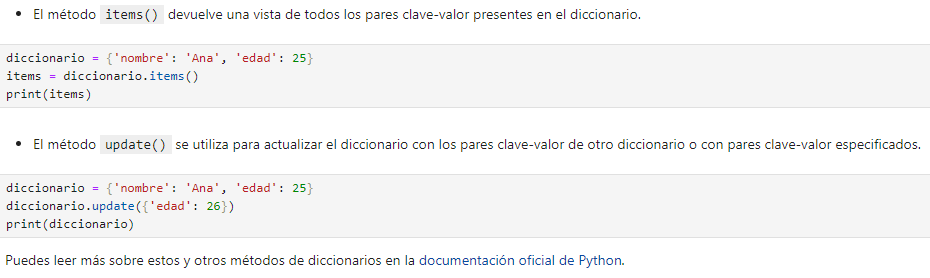 • El método items() devuelve una vista de todos los pares clave-valor presentes en el diccionario.
diccionario = {'nombre': 'Ana', 'edad': 25}
items = diccionario.items()
print(items)
• El método update() se utiliza para actualizar el diccionario con los pares clave-valor de otro diccionario o con pares clave-valor especificados.
diccionario = {'nombre': 'Ana', 'edad': 25}
diccionario.update({'edad': 26})
print(diccionario)
Puedes leer más sobre estos y otros métodos de diccionarios en la documentación oficial de Python.